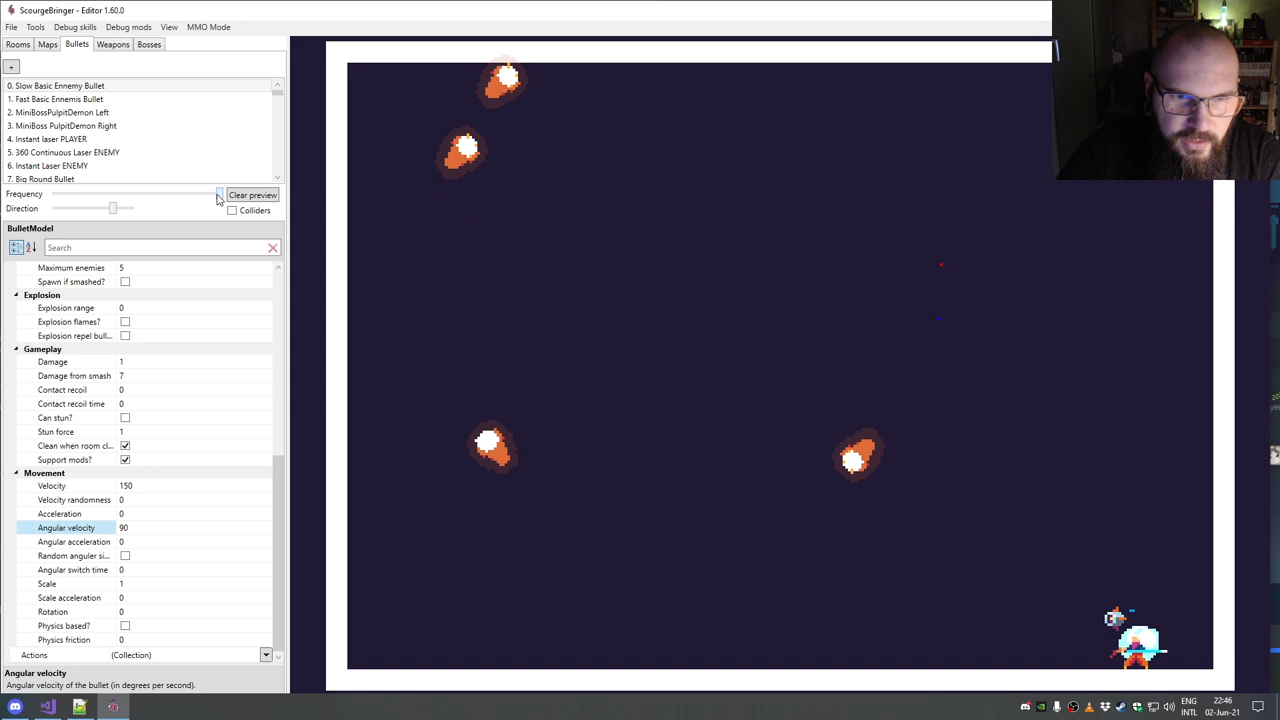 ScourgeBringer - Editor 1.60.0
File Tools Debug skills Debug mods View MMO Mode
Rooms Maps Bullets Weapons Bosses
+
0. Slow Basic Ennemy Bullet
1. Fast Basic Ennemis Bullet
2. MiniBossPulpitDemon Left
3. MiniBoss PulpitDemon Right
4. Instant laser PLAYER
5. 360 Continuous Laser ENEMY
6. Instant Laser ENEMY
7. Big Round Bullet
Frequency Clear preview
Direction Colliders
BulletModel
Search
Maximum enemies 5
Spawn if smashed?
Explosion
Explosion range 0
Explosion flames?
Explosion repel bull...
Gameplay
Damage 1
Damage from smash 7
Contact recoil 0
Contact recoil time 0
Can stun?
Stun force 1
Clean when room cl...
Support mods?
Movement
Velocity 150
Velocity randomness 0
Acceleration 0
Angular velocity 90
Angular acceleration 0
Random anguler si...
Angular switch time 0
Scale 1
Scale acceleration 0
Rotation 0
Physics based?
Physics friction 0
Actions (Collection)
Angular velocity
Angular velocity of the bullet (in degrees per second).
ENG 22:46
INTL 02-Jun-21